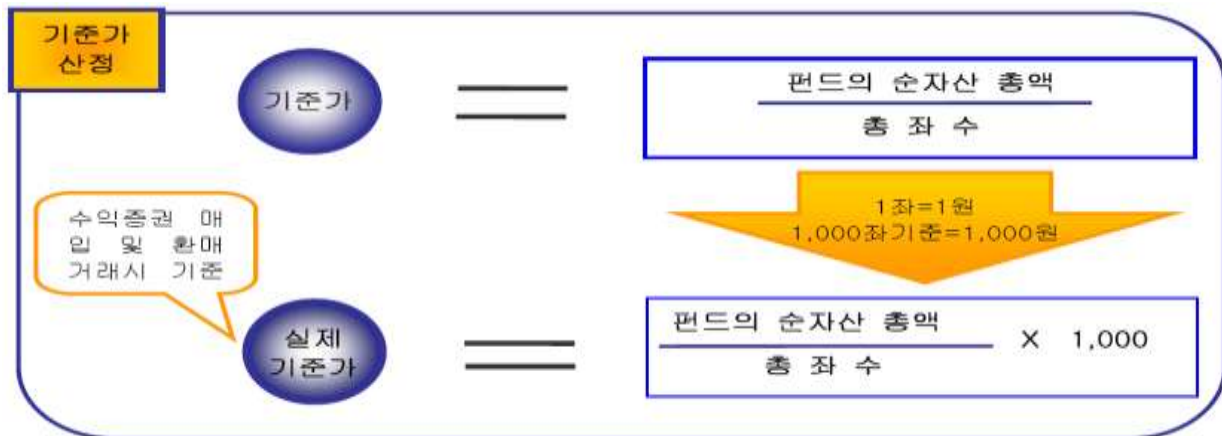 기준가
산정
기준가
펀드의 순자산 총액
총 좌 수
수익증권 매
입 및 환매
거래시 기준
1좌=1원
1,000좌기준=1,000원
실제
기준가
펀드의 순자산 총액
총 좌 수
X 1,000